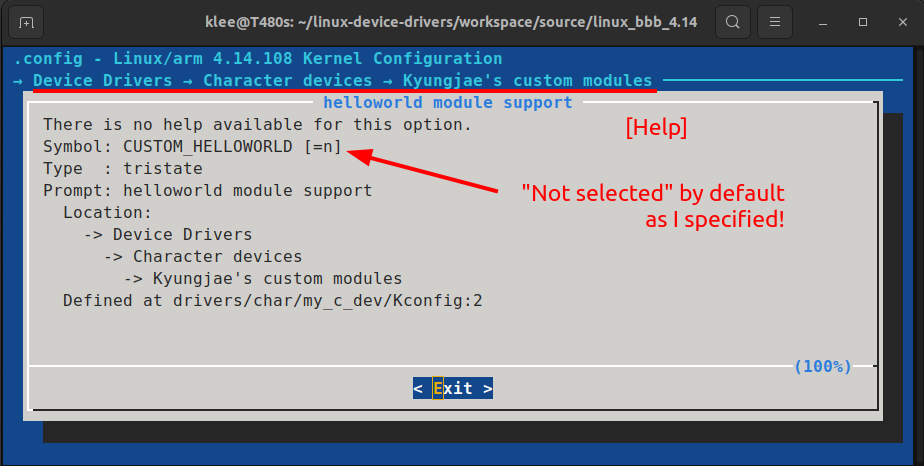 klee@T480s: ~/linux-device-drivers/workspace/source/linux_bbb_4.14
.config - Linux/arm 4.14.108 Kernel Configuration
→ Device Drivers → Character devices → Kyungjae's custom modules
helloworld module support
There is no help available for this option.
[Help]
Symbol: CUSTOM_HELLOWORLD [=n]
Type  : tristate
Prompt: helloworld module support
"Not selected" by default
as I specified!
  Location:
    -> Device Drivers
      -> Character devices
        -> Kyungjae's custom modules
  Defined at drivers/char/my_c_dev/Kconfig:2
(100%)
< Exit >